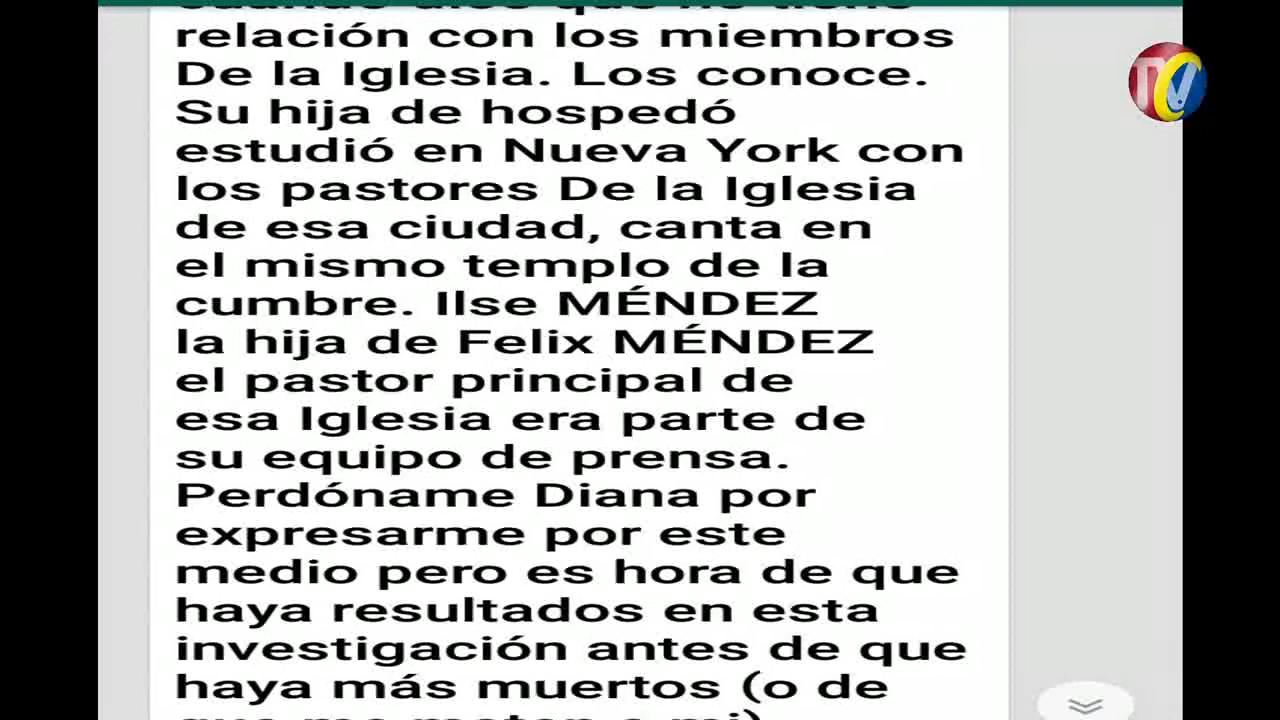 relación con los miembros
De la Iglesia. Los conoce.
Su hija de hospedó
estudió en Nueva York con
los pastores De la Iglesia
de esa ciudad, canta en
el mismo templo de la
cumbre. Ilse MÉNDEZ
la hija de Felix MÉNDEZ
el pastor principal de
esa Iglesia era parte de
su equipo de prensa.
Perdóname Diana por
expresarme por este
medio pero es hora de que
haya resultados en esta
investigación antes de que
haya más muertos (o de